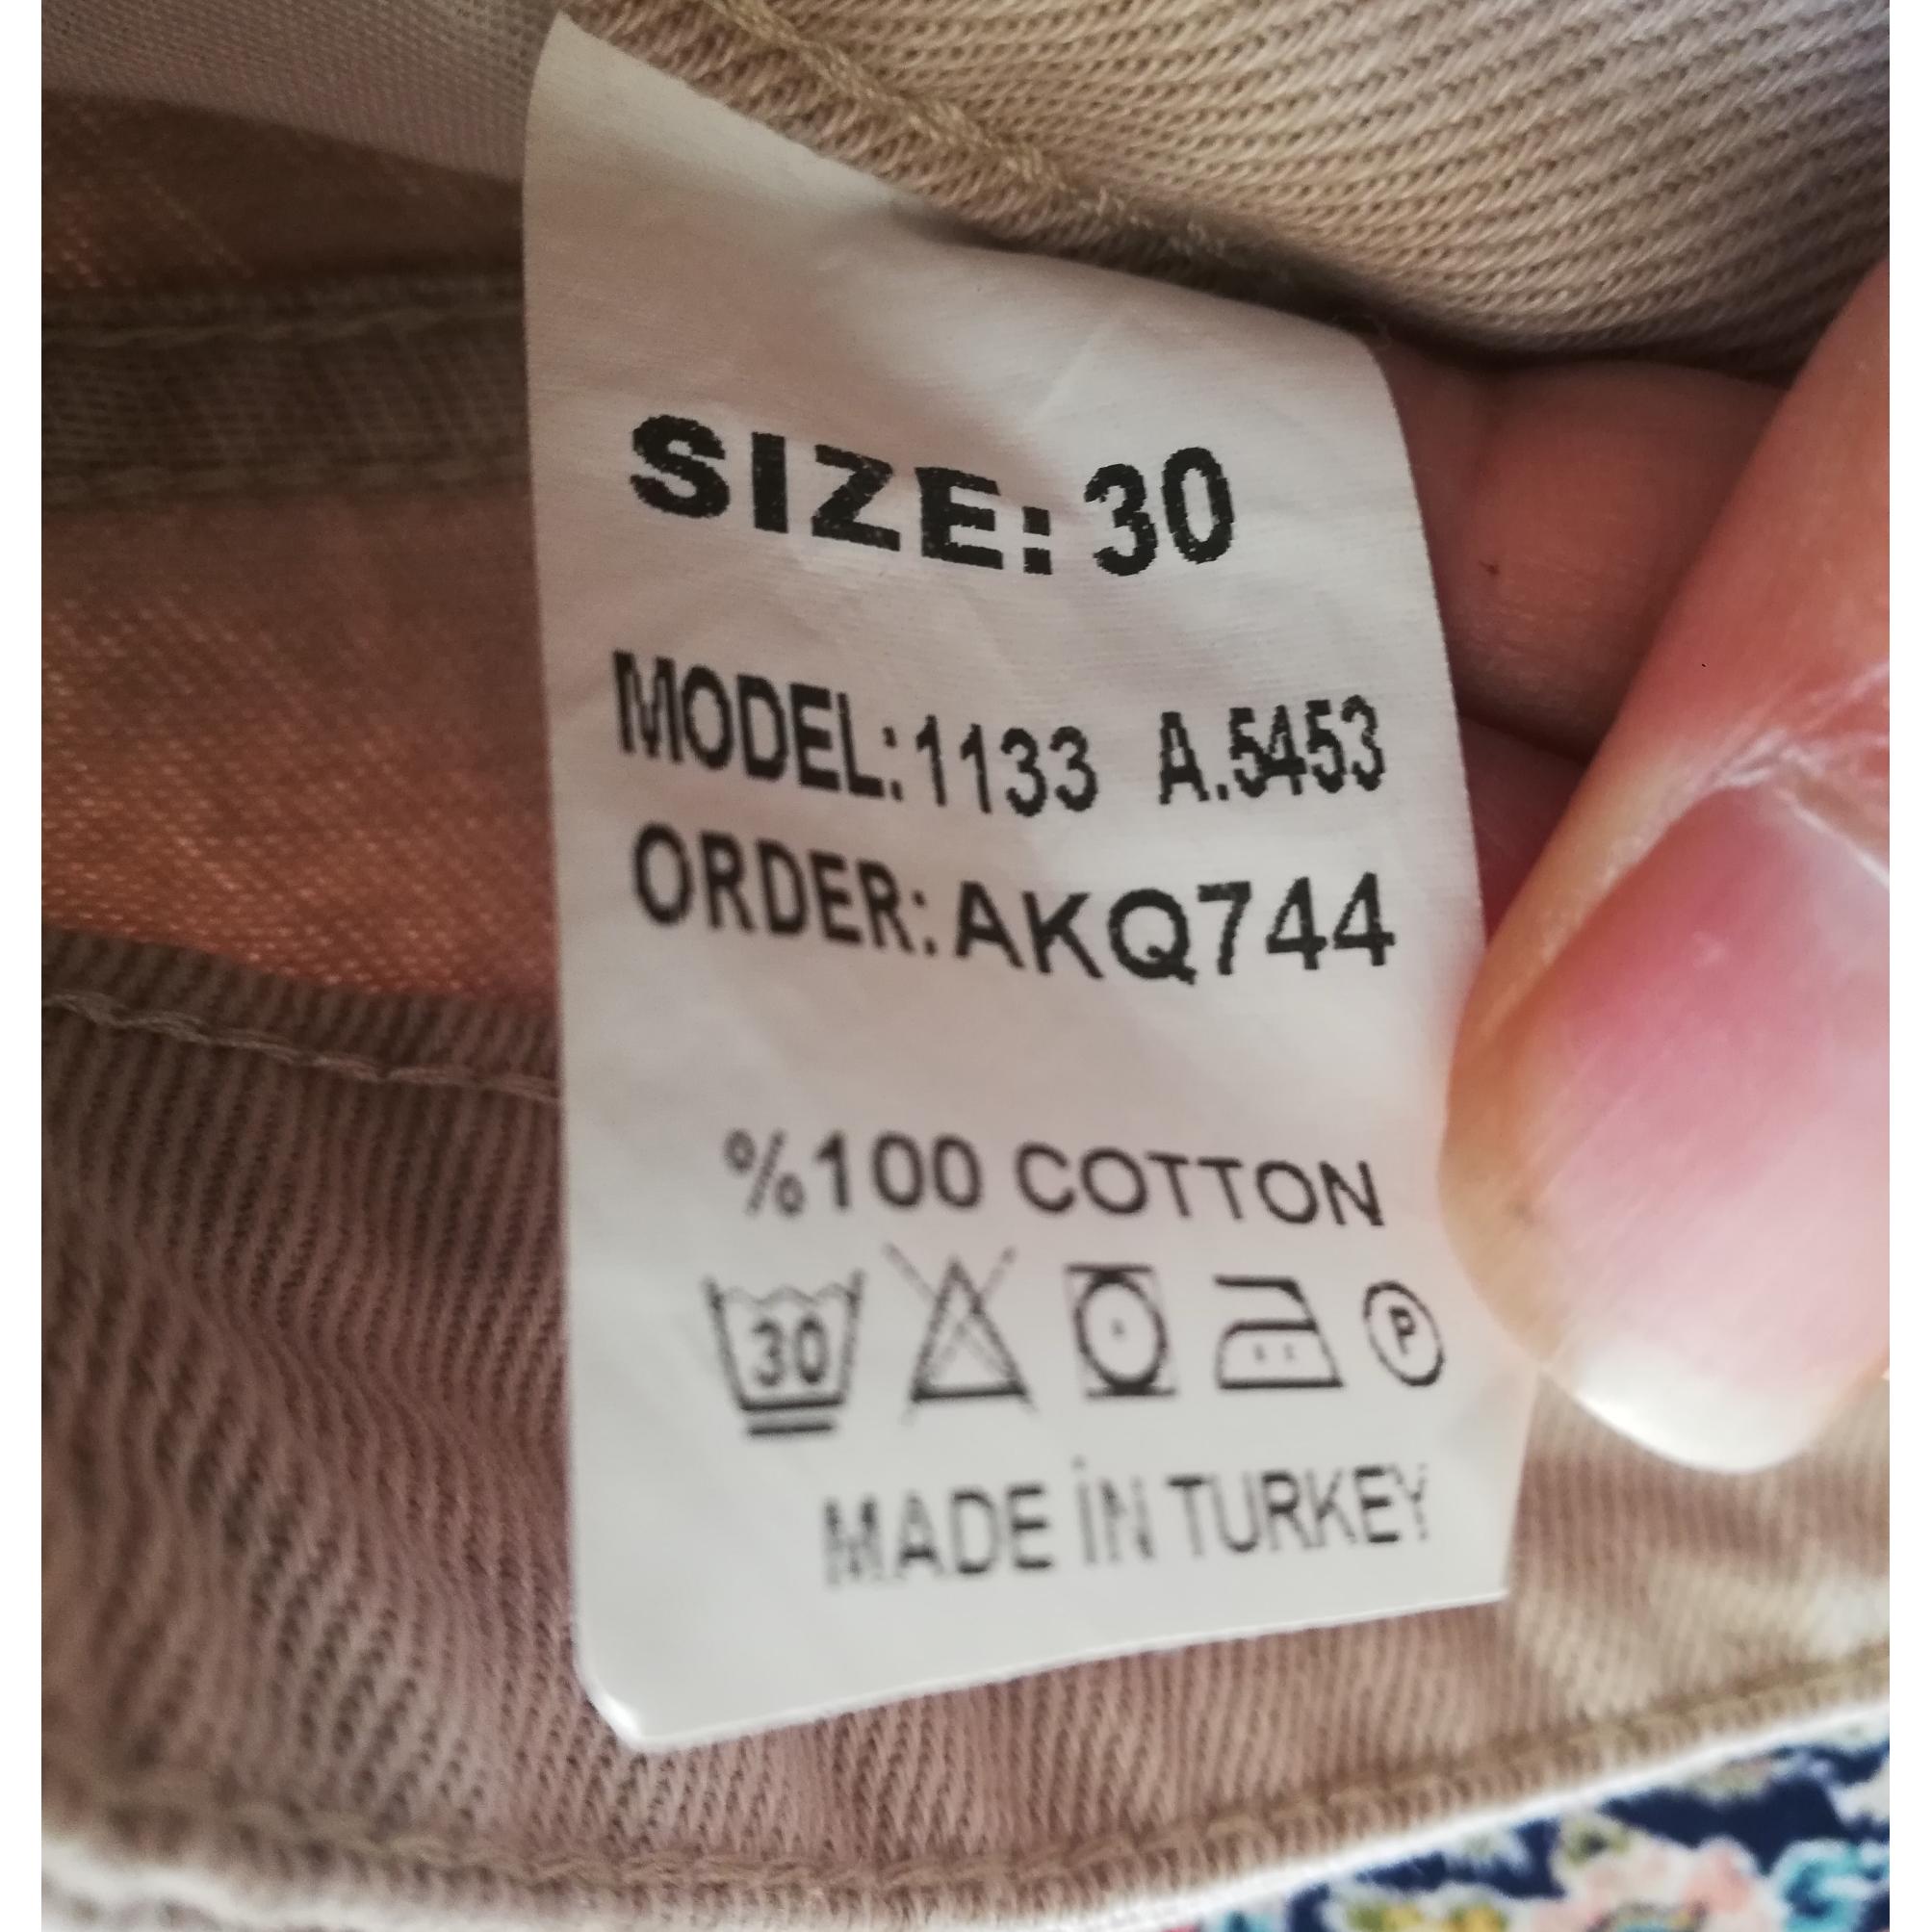 SIZE: 30
MODEL:1133 A.5453
ORDER:AKQ744
%100 COTTON
30 P
MADE İN TURKEY